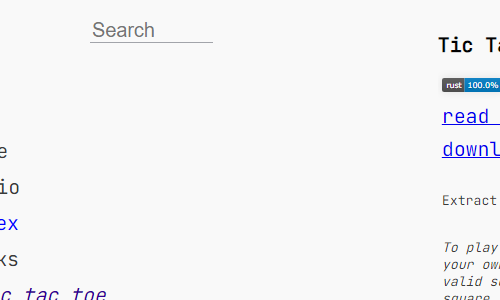 Search
e
io
ex
ks
c tac toe
Tic Ta
rust 100.0%
read
downl
Extract
To play
your ow
valid s
square